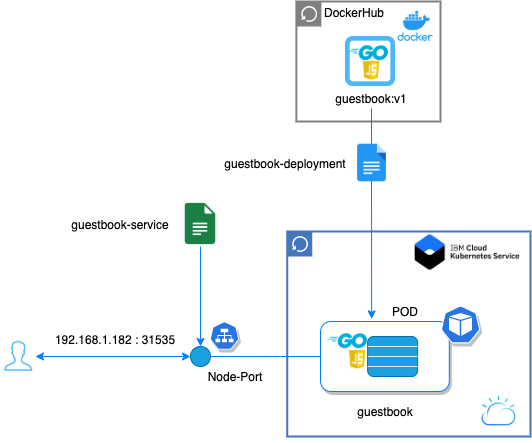 DockerHub
docker
GO
JS
guestbook:v1
guestbook-deployment
guestbook-service
IBM Cloud
Kubernetes Service
POD
192.168.1.182 : 31535
GO
JS
Node-Port
guestbook